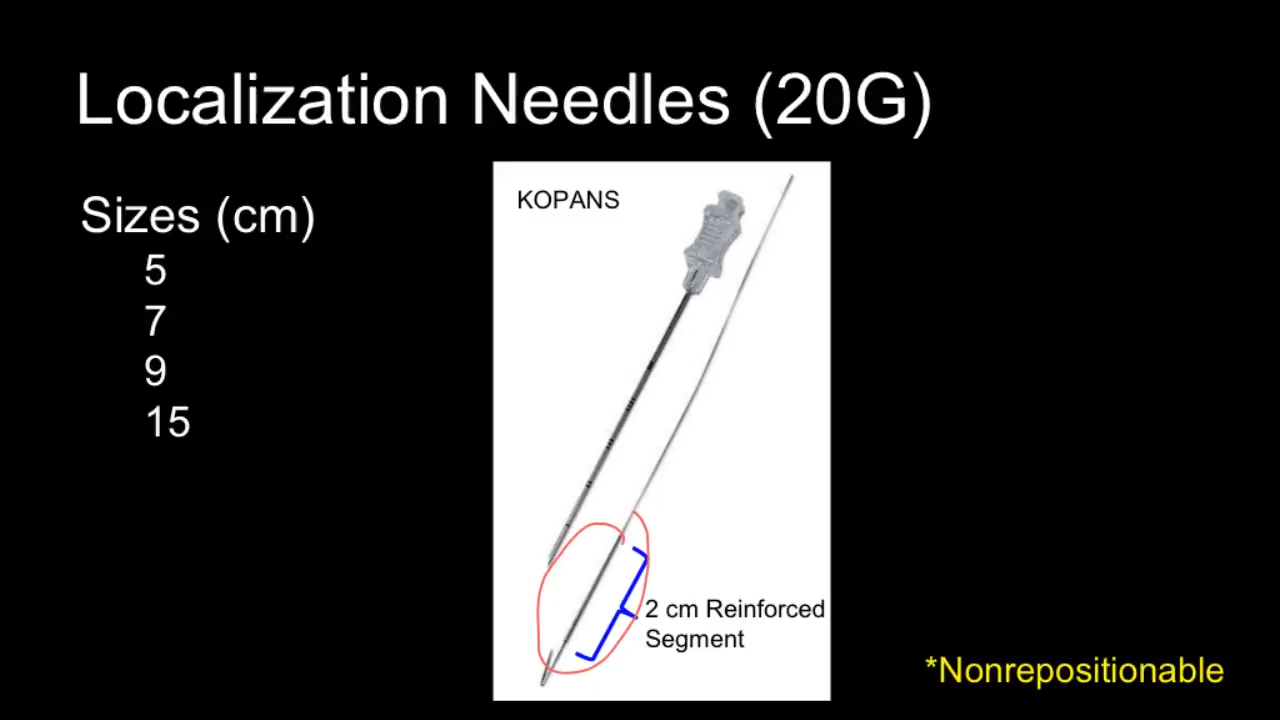 Localization Needles (20G)
Sizes (cm)
5
7
9
15
KOPANS
2 cm Reinforced
Segment
*Nonrepositionable